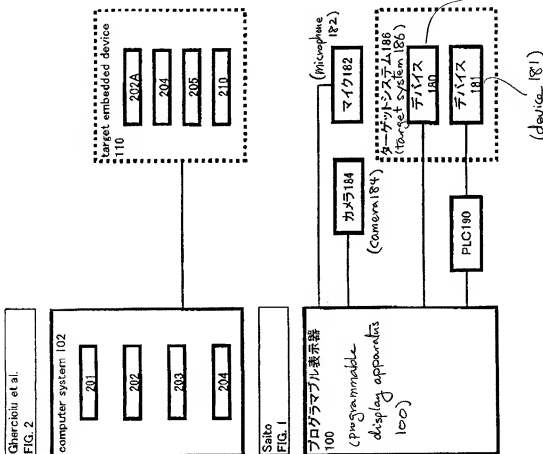 Ghercioiu et al.
FIG. 2
computer system 102
201
202
203
204
target embedded device
110
202A
204
205
210
Saito
FIG. 1
プログラマブル表示器
100
(programmable
display apparatus
100)
カメラ184
(camera184)
(microphone
182)
マイク182
ターゲットシステム186
(target system 186)
デバイス
180
デバイス
181
PLC190
(device 181)